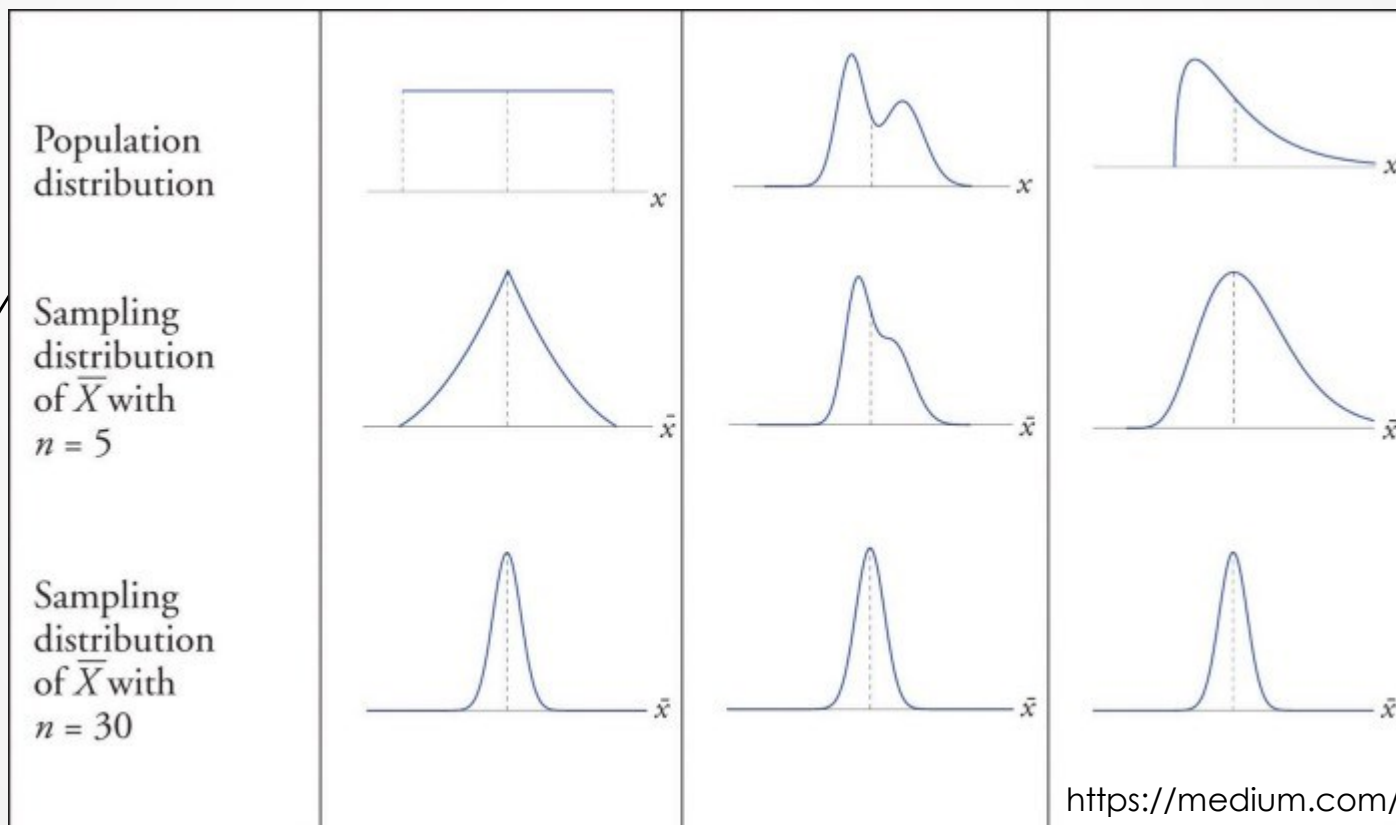 Population
distribution
x
x
x
Sampling
distribution
of X̅ with
n = 5
x̄
x̄
x̄
Sampling
distribution
of X̅ with
n = 30
x̄
x̄
x̄
https://medium.com/